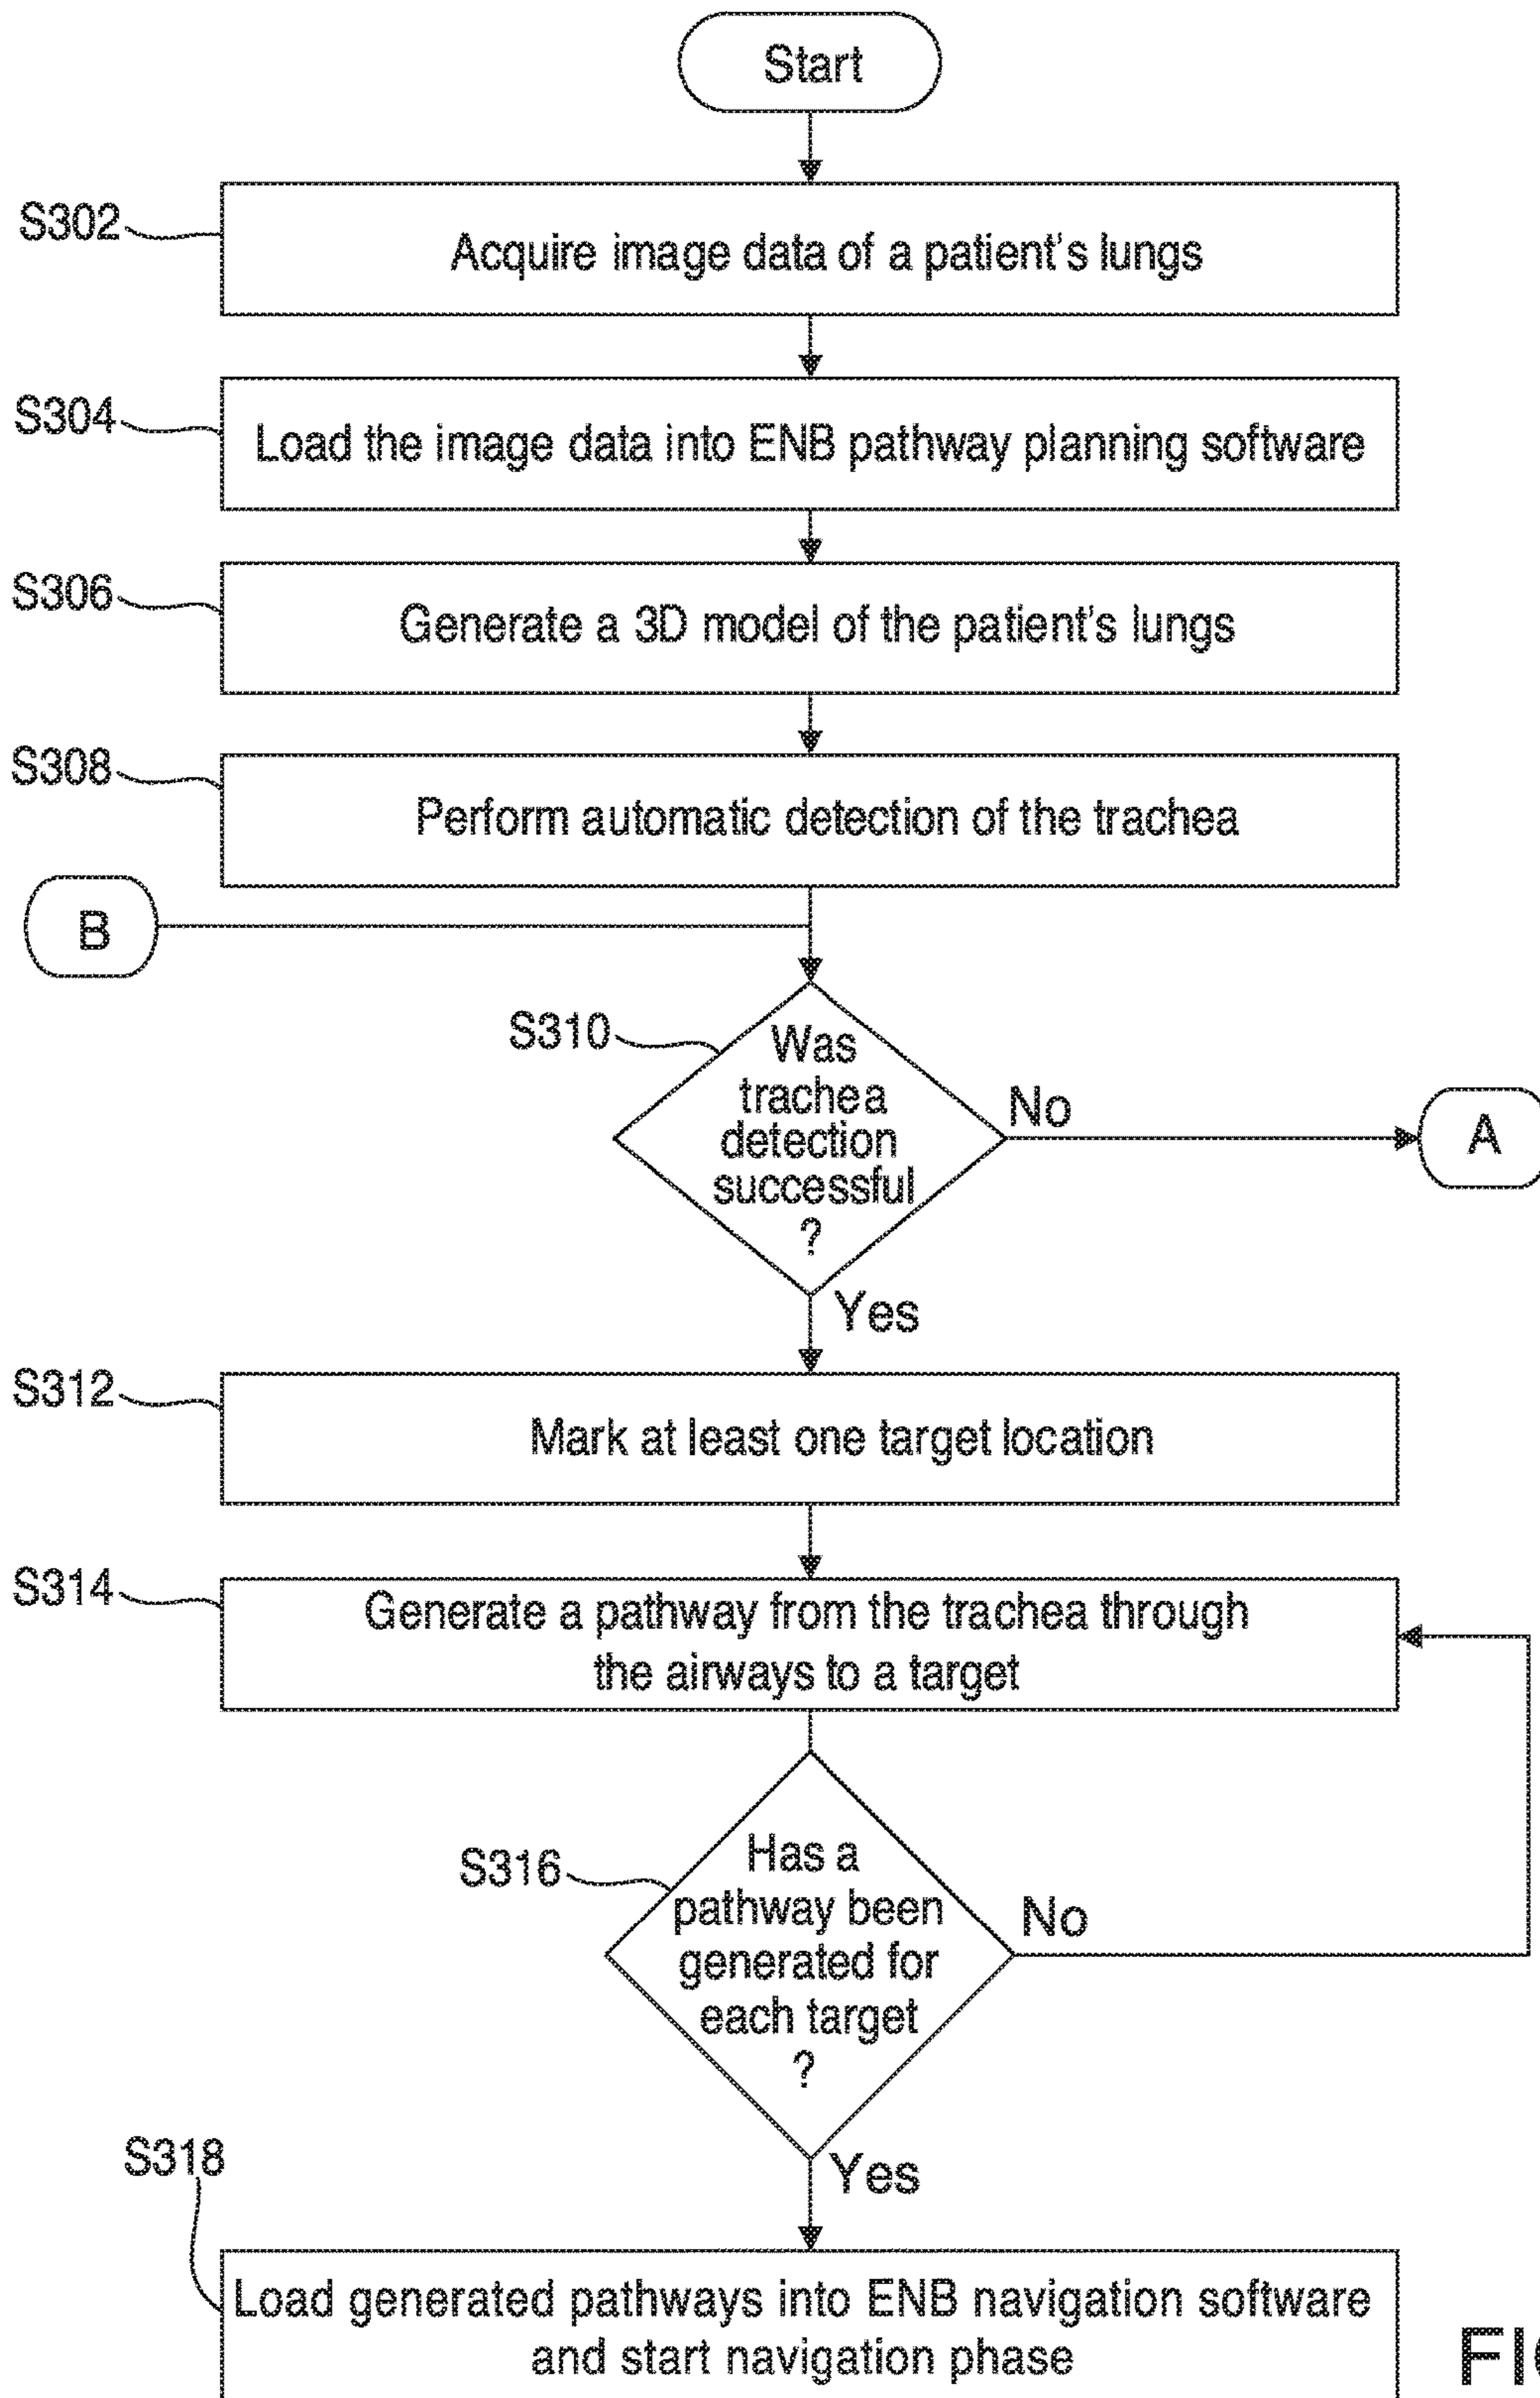 Start
S302
Acquire image data of a patient's lungs
S304
Load the image data into ENB pathway planning software
S306
Generate a 3D model of the patient's lungs
S308
Perform automatic detection of the trachea
B
S310
Was
trachea
detection
successful
?
No
A
Yes
S312
Mark at least one target location
S314
Generate a pathway from the trachea through
the airways to a target
S316
Has a
pathway been
generated for
each target
?
No
Yes
S318
Load generated pathways into ENB navigation software
and start navigation phase